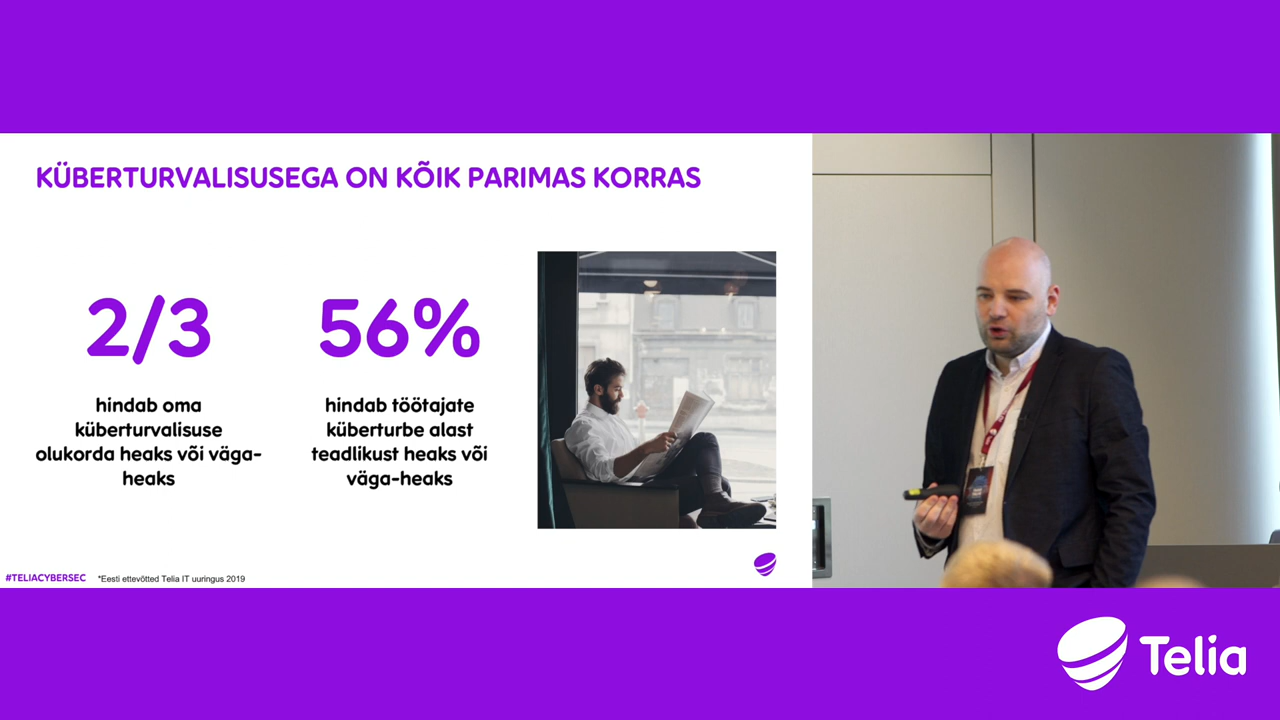 KÜBERTURVALISUSEGA ON KÕIK PARIMAS KORRAS
2/3
hindab oma
küberturvalisuse
olukorda heaks või väga-
heaks
56%
hindab töötajate
küberturbe alast
teadlikust heaks või
väga-heaks
#TELIACYBERSEC
*Eesti ettevõtted Telia IT uuringus 2019
Telia